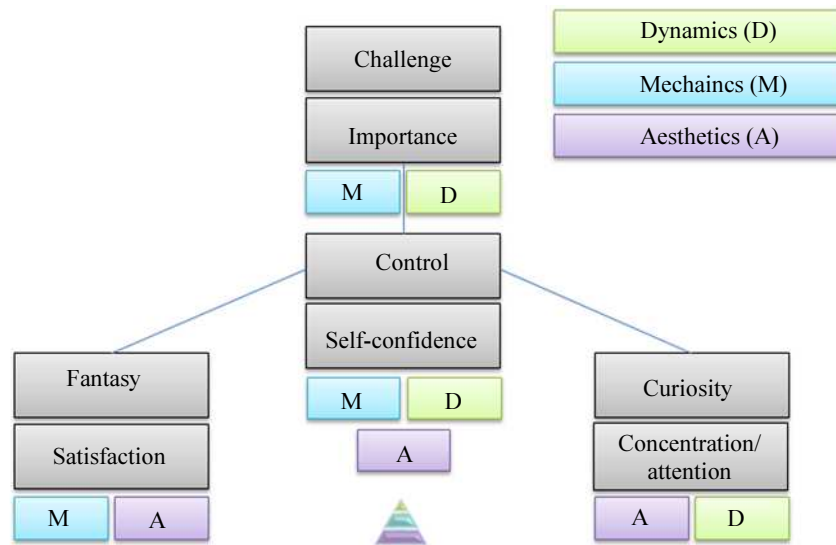 Dynamics (D)
Challenge
Mechaincs (M)
Importance
Aesthetics (A)
M D
Control
Self-confidence
Fantasy
Curiosity
M D
Satisfaction
Concentration/
attention
A
M A
A D